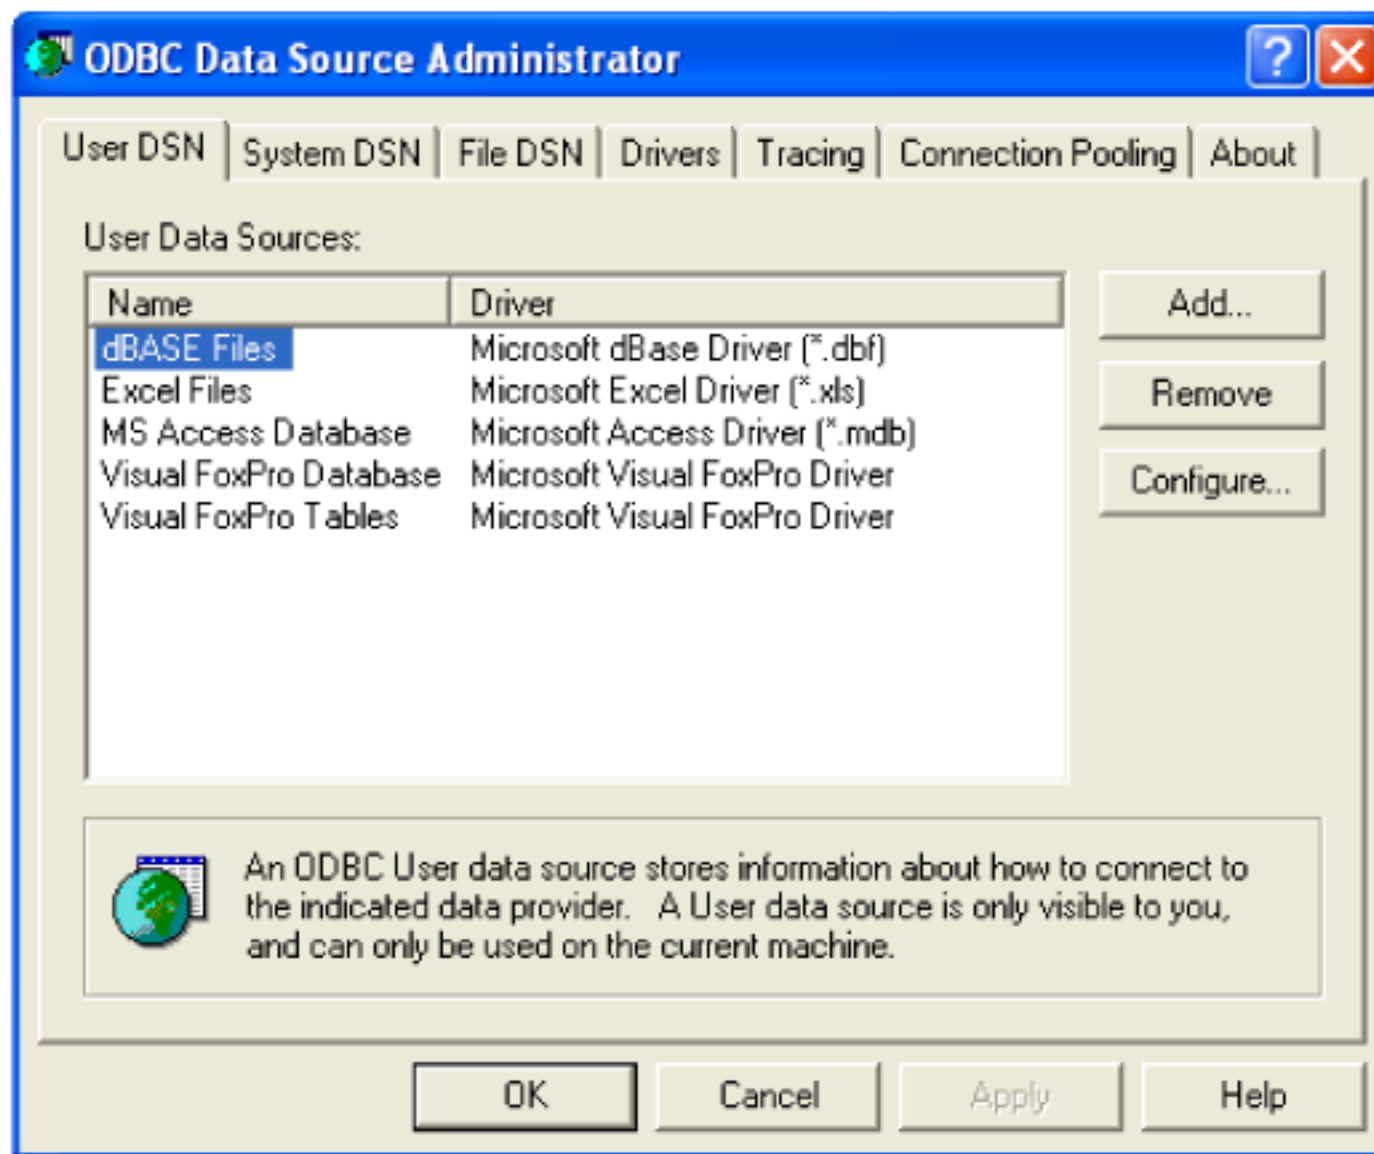 ODBC Data Source Administrator
?
User DSN System DSN File DSN Drivers Tracing Connection Pooling About
User Data Sources:
Name Driver
dBASE Files Microsoft dBase Driver (*.dbf)
Excel Files Microsoft Excel Driver (*.xls)
MS Access Database Microsoft Access Driver (*.mdb)
Visual FoxPro Database Microsoft Visual FoxPro Driver
Visual FoxPro Tables Microsoft Visual FoxPro Driver
Add...
Remove
Configure...
An ODBC User data source stores information about how to connect to
the indicated data provider. A User data source is only visible to you,
and can only be used on the current machine.
OK Cancel Apply Help